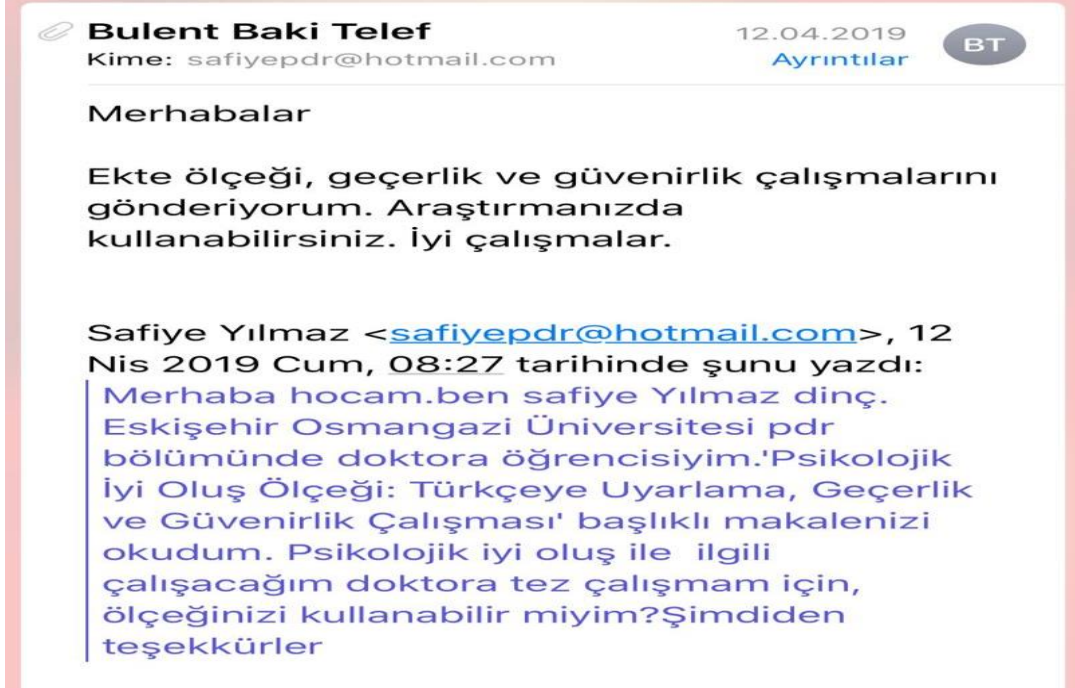 Bulent Baki Telef
12.04.2019
BT
Kime: safiyepdr@hotmail.com
Ayrıntılar
Merhabalar
Ekte ölçeği, geçerlik ve güvenirlik çalışmalarını
gönderiyorum. Araştırmanızda
kullanabilirsiniz. İyi çalışmalar.
Safiye Yılmaz <safiyepdr@hotmail.com>, 12
Nis 2019 Cum, 08:27 tarihinde şunu yazdı:
Merhaba hocam.ben safiye Yılmaz dinç.
Eskişehir Osmangazi Üniversitesi pdr
bölümünde doktora öğrencisiyim.'Psikolojik
İyi Oluş Ölçeği: Türkçeye Uyarlama, Geçerlik
ve Güvenirlik Çalışması' başlıklı makalenizi
okudum. Psikolojik iyi oluş ile  ilgili
çalışacağım doktora tez çalışmam için,
ölçeğinizi kullanabilir miyim?Şimdiden
teşekkürler